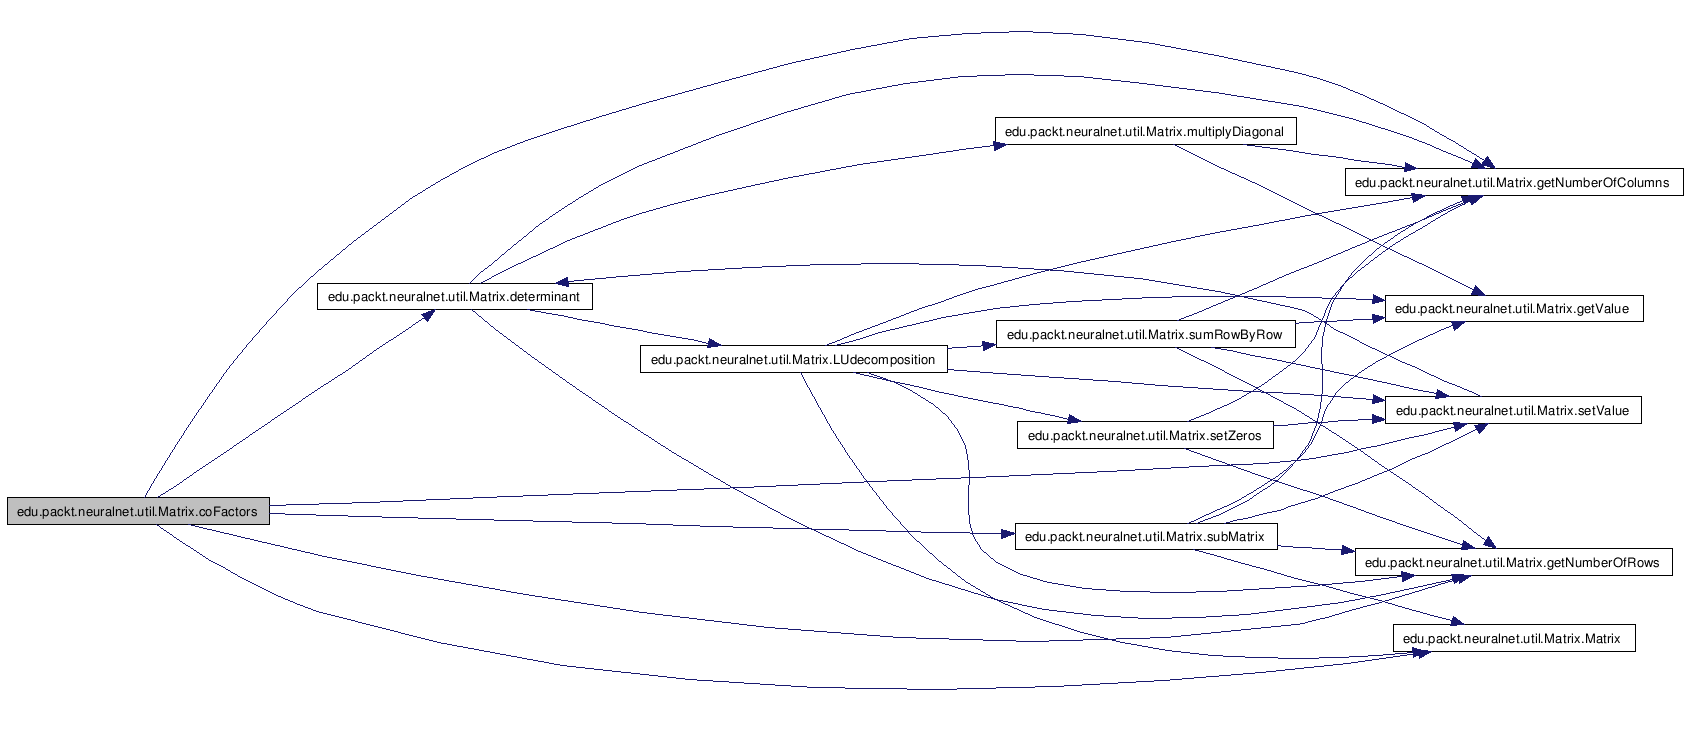 edu.packt.neuralnet.util.Matrix.multiplyDiagonal
edu.packt.neuralnet.util.Matrix.getNumberOfColumns
edu.packt.neuralnet.util.Matrix.determinant
edu.packt.neuralnet.util.Matrix.getValue
edu.packt.neuralnet.util.Matrix.sumRowByRow
edu.packt.neuralnet.util.Matrix.LUdecomposition
edu.packt.neuralnet.util.Matrix.setValue
edu.packt.neuralnet.util.Matrix.setZeros
edu.packt.neuralnet.util.Matrix.coFactors
edu.packt.neuralnet.util.Matrix.subMatrix
edu.packt.neuralnet.util.Matrix.getNumberOfRows
edu.packt.neuralnet.util.Matrix.Matrix